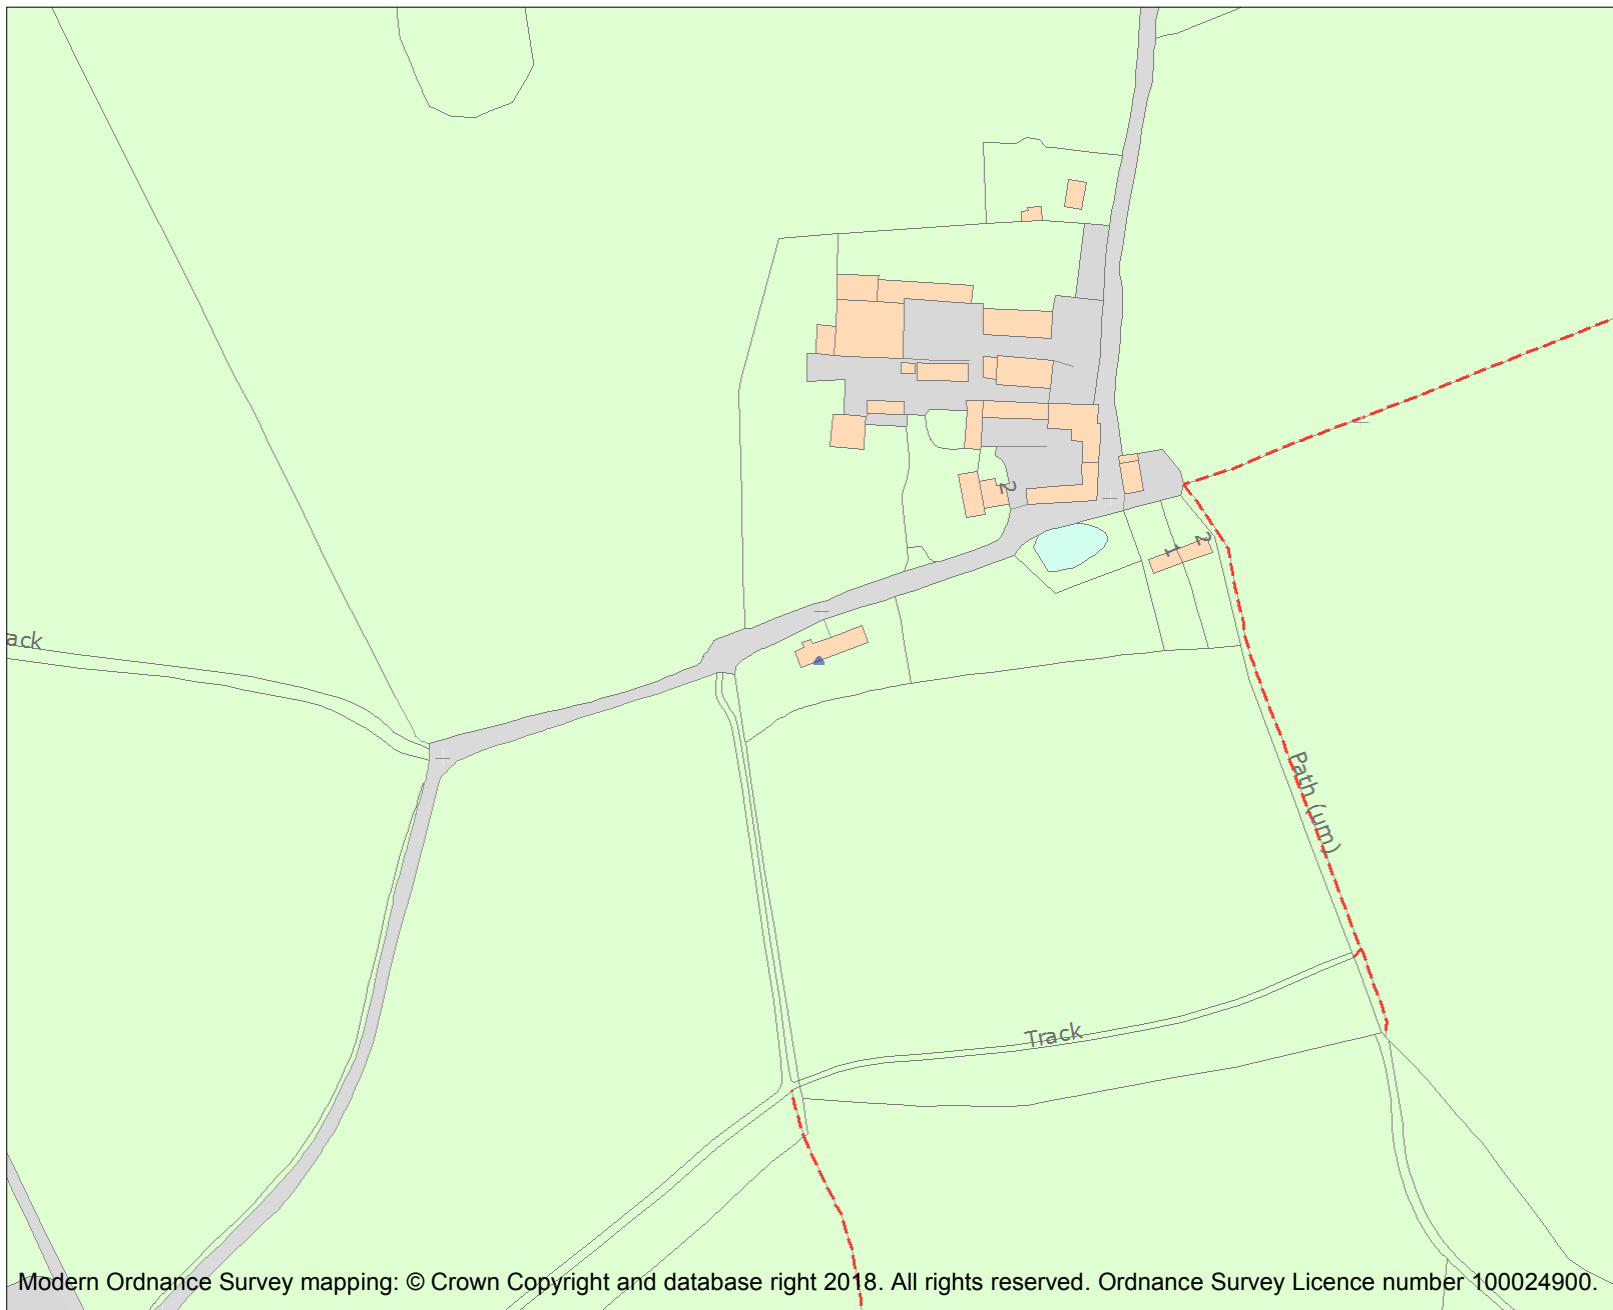 2
1
2
ack
Path (um)
Track
Modern Ordnance Survey mapping: © Crown Copyright and database right 2018. All rights reserved. Ordnance Survey Licence number 100024900.